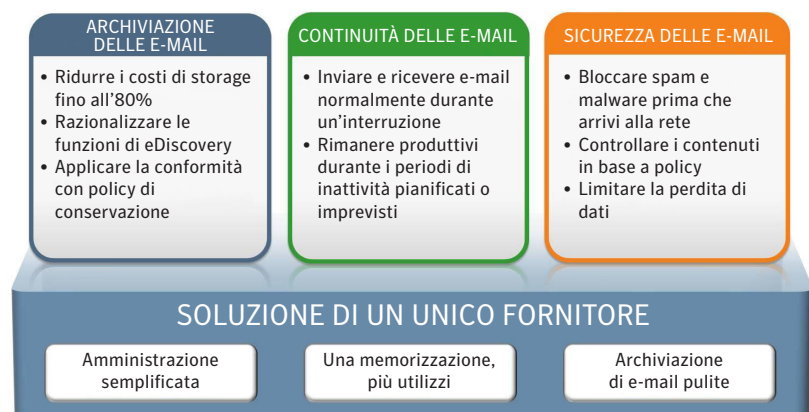 ARCHIVIAZIONE
DELLE E-MAIL
• Ridurre i costi di storage
fino all'80%
• Razionalizzare le
funzioni di eDiscovery
• Applicare la conformità
con policy di
conservazione
CONTINUITÀ DELLE E-MAIL
• Inviare e ricevere e-mail
normalmente durante
un'interruzione
• Rimanere produttivi
durante i periodi di
inattività pianificati o
imprevisti
SICUREZZA DELLE E-MAIL
• Bloccare spam e
malware prima che
arrivi alla rete
• Controllare i contenuti
in base a policy
• Limitare la perdita di
dati
SOLUZIONE DI UN UNICO FORNITORE
Amministrazione
semplificata
Una memorizzazione,
più utilizzi
Archiviazione
di e-mail pulite